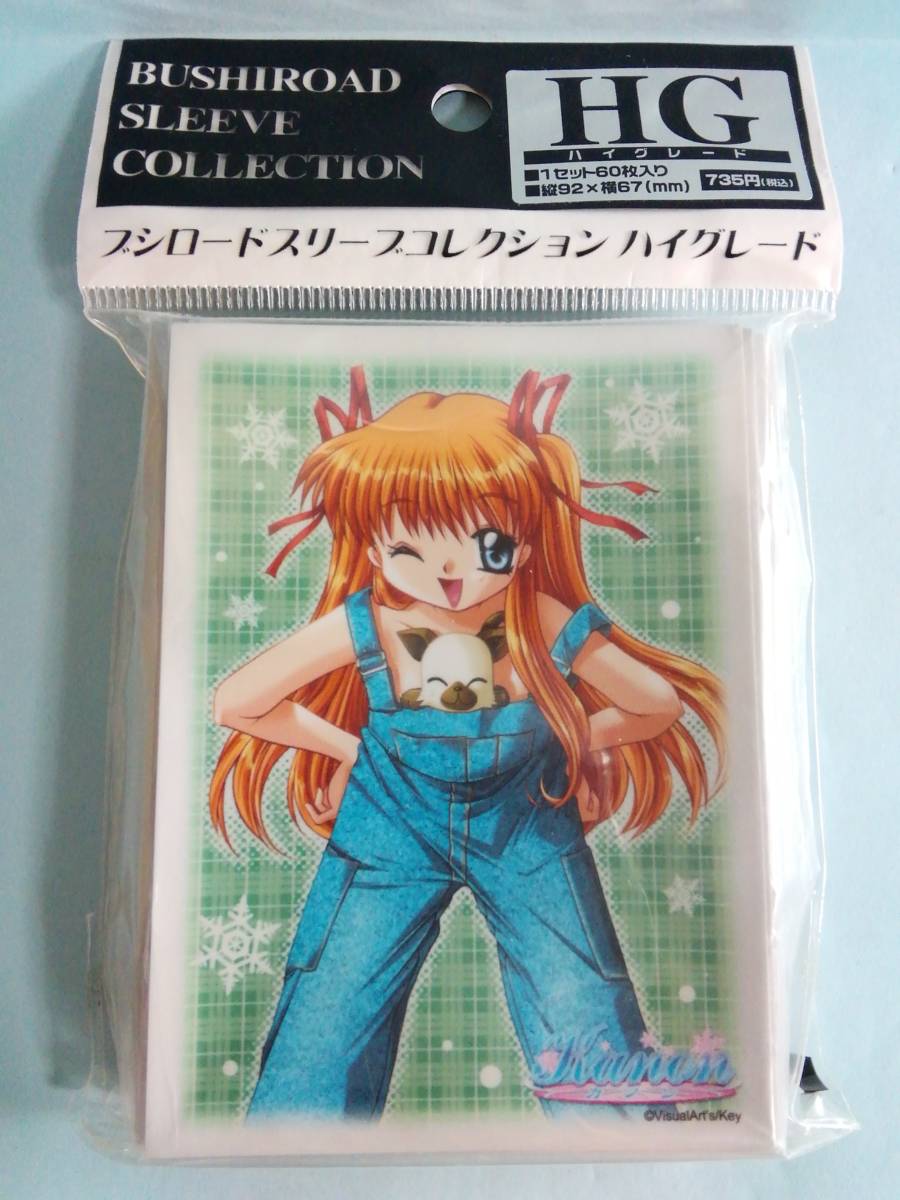 BUSHIROAD
SLEEVE
COLLECTION
HG
ハイグレード
■1セット60枚入り
■縦92×横67(mm)
735円(税込)
ブシロードスリーブコレクション ハイグレード
Kanon
カノン
©VisualArt's/Key